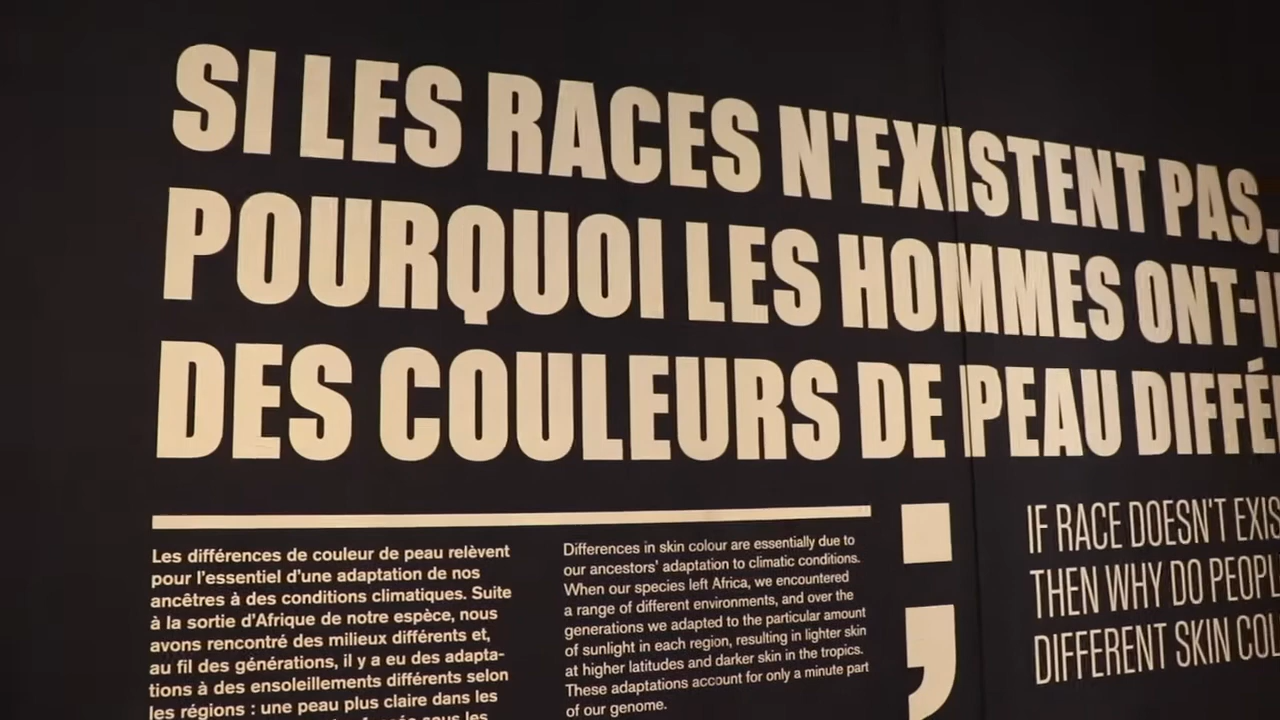 SI LES RACES N'EXISTENT PAS,
POURQUOI LES HOMMES ONT-
DES COULEURS DE PEAU
Les différences de couleur de peau relèvent
pour l'essentiel d'une adaptation de nos
ancêtres à des conditions climatiques. Suite
à la sortie d'Afrique de notre espèce, nous
avons rencontré des milieux différents et,
au fil des générations, il y a eu des adapta-
tions à des ensoleillements différents selon
les régions : une peau plus claire dans les
Differences in skin colour are essentially due to
our ancestors' adaptation to climatic conditions.
When our species left Africa, we encountered
a range of different environments, and over the
generations we adapted to the particular amount
of sunlight in each region, resulting in lighter skin
at higher latitudes and darker skin in the tropics.
These adaptations account for only a minute part
of our genome.
;
IF RACE DOESN'T
THEN WHY DO
DIFFERENT SKIN